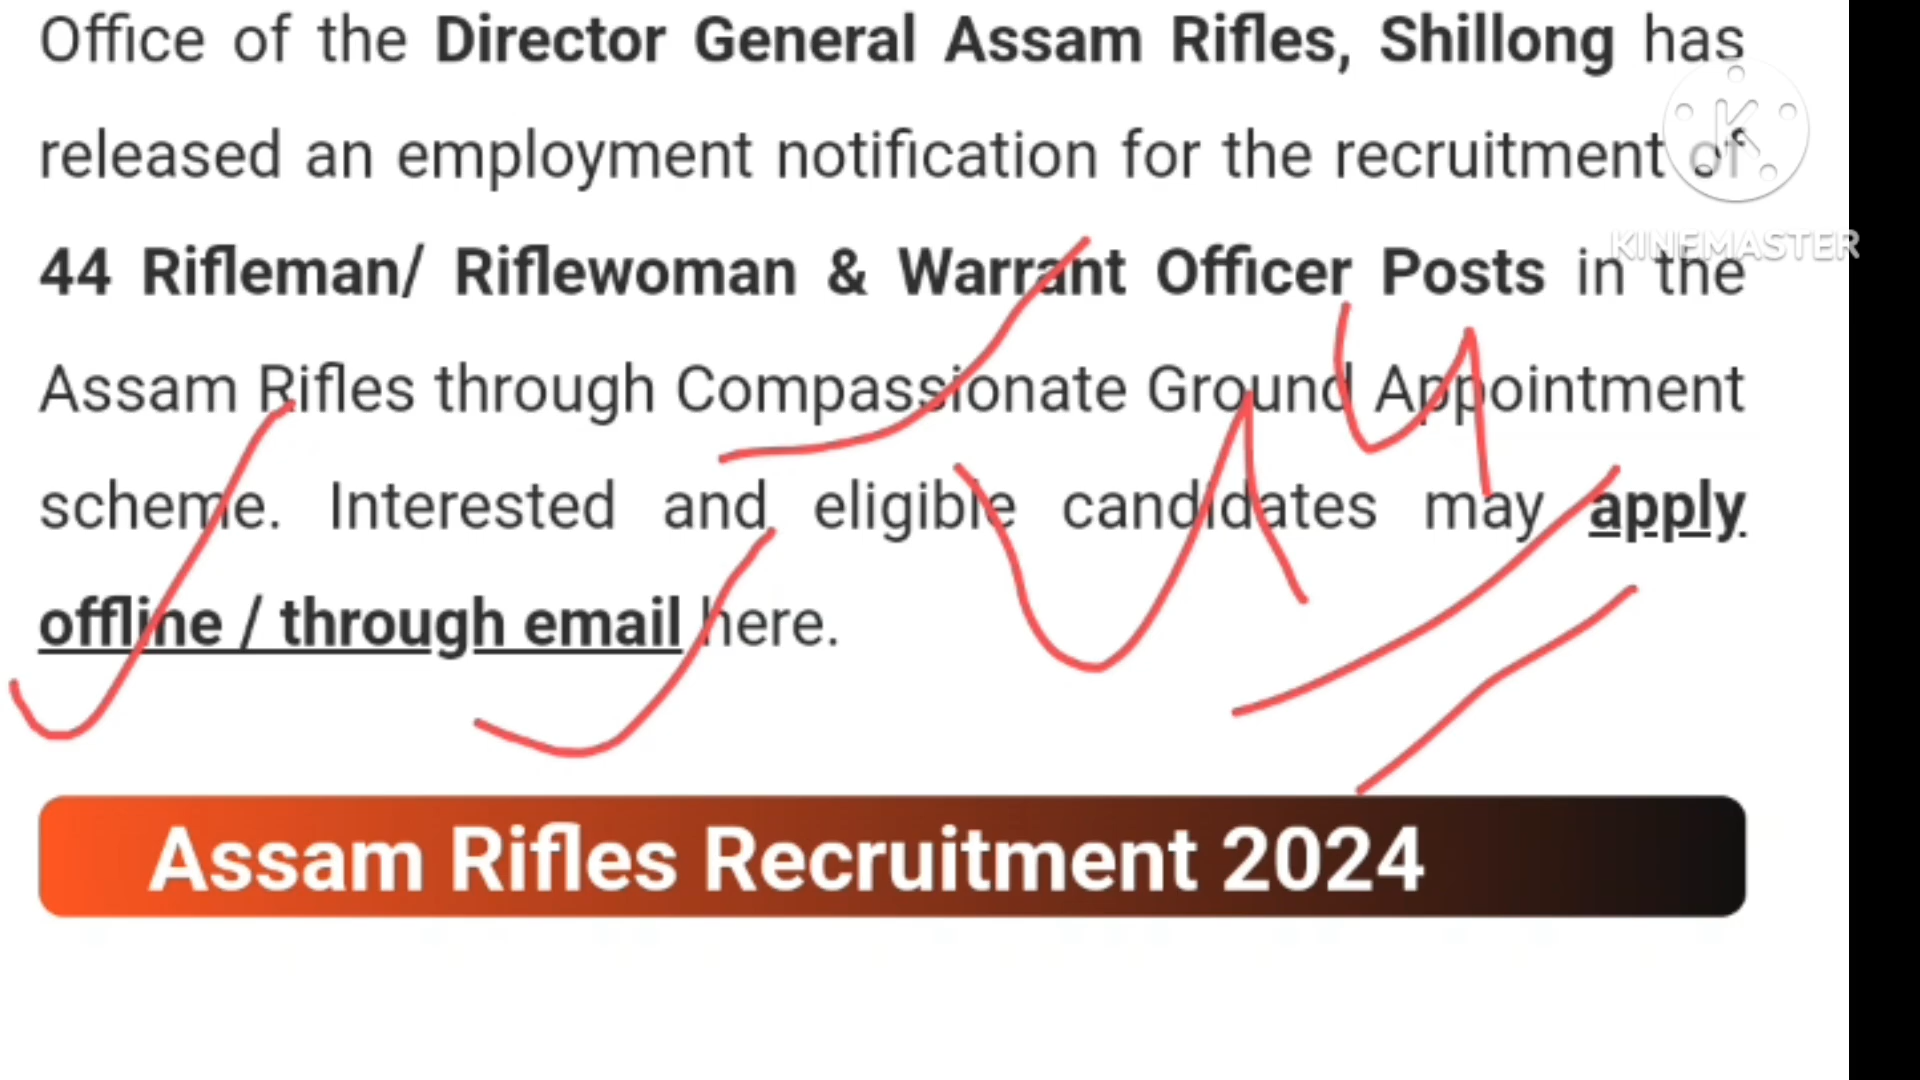 Office of the Director General Assam Rifles, Shillong has
released an employment notification for the recruitment of
44 Rifleman/ Riflewoman & Warrant Officer Posts in the
Assam Rifles through Compassionate Ground Appointment
scheme. Interested and eligible candidates may apply
offline / through email here.
K
KINEMASTER
Assam Rifles Recruitment 2024